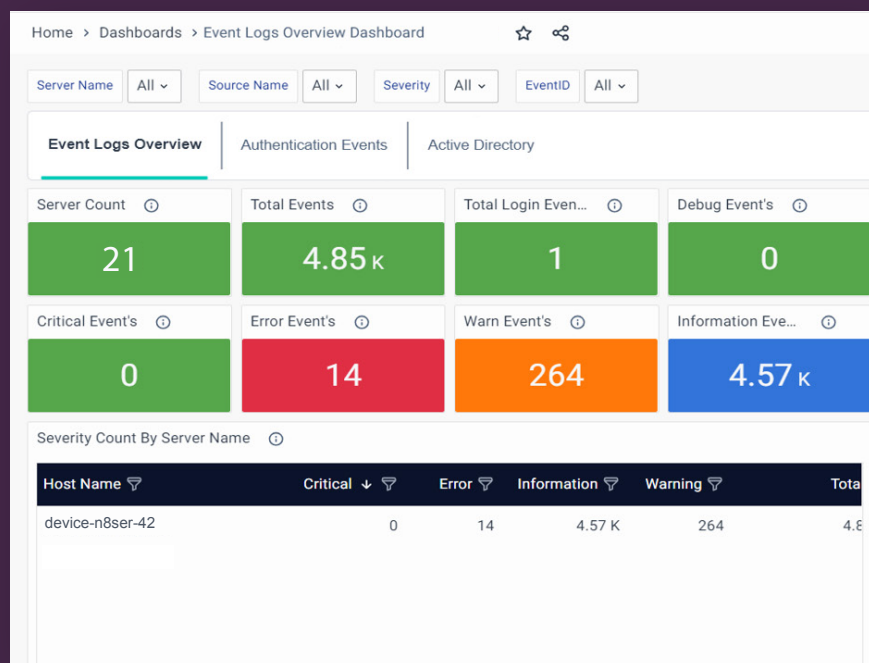 Home > Dashboards > Event Logs Overview Dashboard
Server Name All Source Name All Severity All EventID All
Event Logs Overview Authentication Events Active Directory
Server Count Total Events Total Login Even... Debug Event's
21 4.85 K 1 0
Critical Event's Error Event's Warn Event's Information Eve...
0 14 264 4.57 K
Severity Count By Server Name
Host Name Critical Error Information Warning Tota
device-n8ser-42 0 14 4.57 K 264 4.8